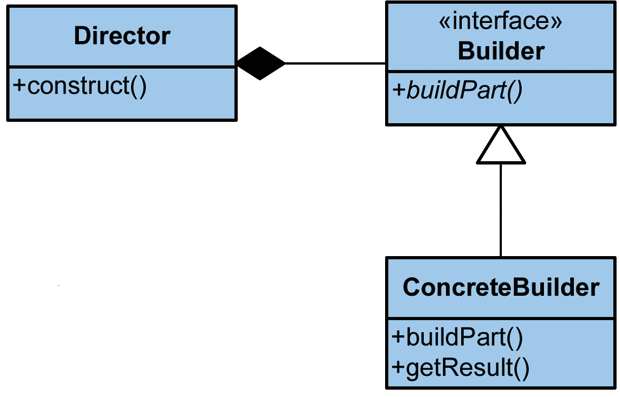 Director
+construct()
«interface»
Builder
+buildPart()
ConcreteBuilder
+buildPart()
+getResult()